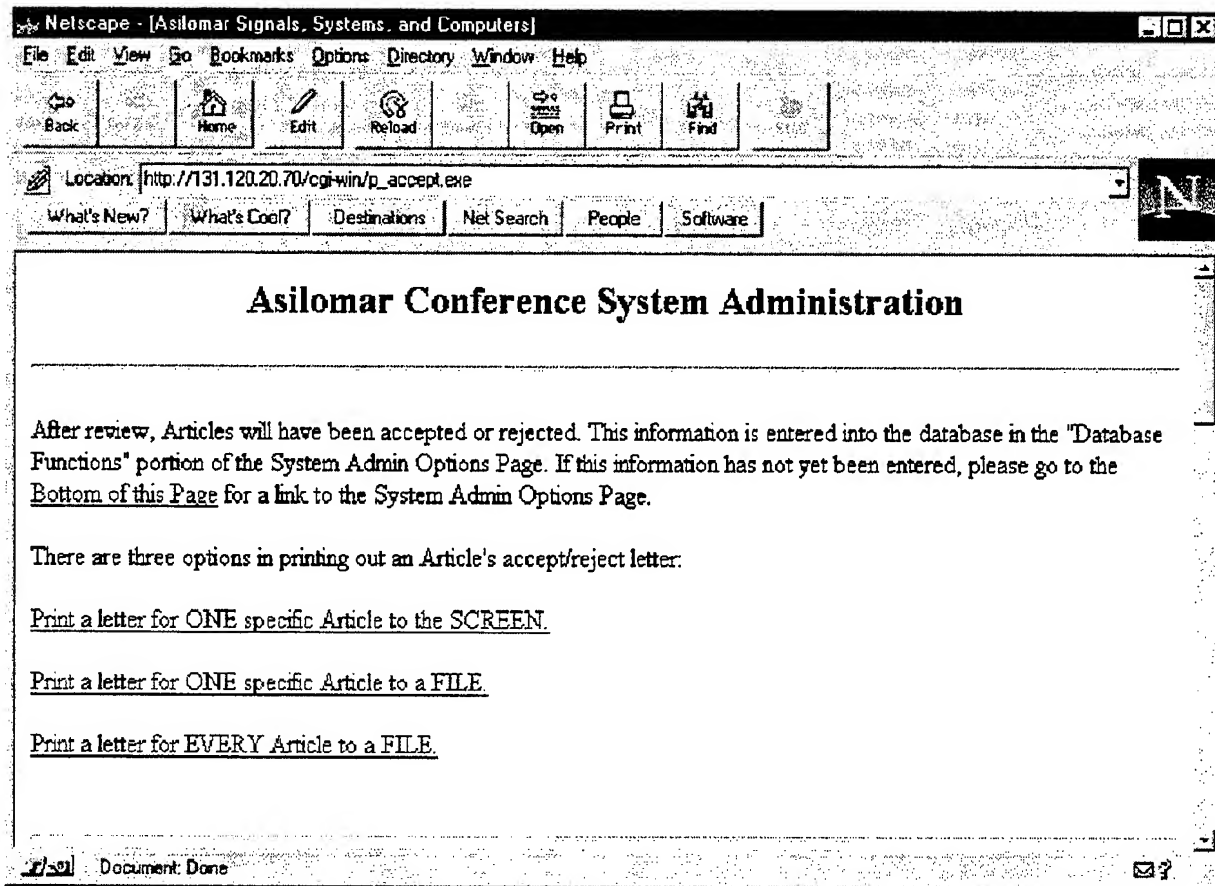 Netscape - [Asilomar Signals, Systems, and Computers]
File Edit View Go Bookmarks Options Directory Window Help
Back Home Edit Reload Open Print Find
Location: http://131.120.20.70/cgi-win/p_accept.exe
N
What's New? What's Cool? Destinations Net Search People Software
Asilomar Conference System Administration
After review, Articles will have been accepted or rejected. This information is entered into the database in the "Database
Functions" portion of the System Admin Options Page. If this information has not yet been entered, please go to the
Bottom of this Page for a link to the System Admin Options Page.
There are three options in printing out an Article's accept/reject letter:
Print a letter for ONE specific Article to the SCREEN.
Print a letter for ONE specific Article to a FILE.
Print a letter for EVERY Article to a FILE.
Document: Done